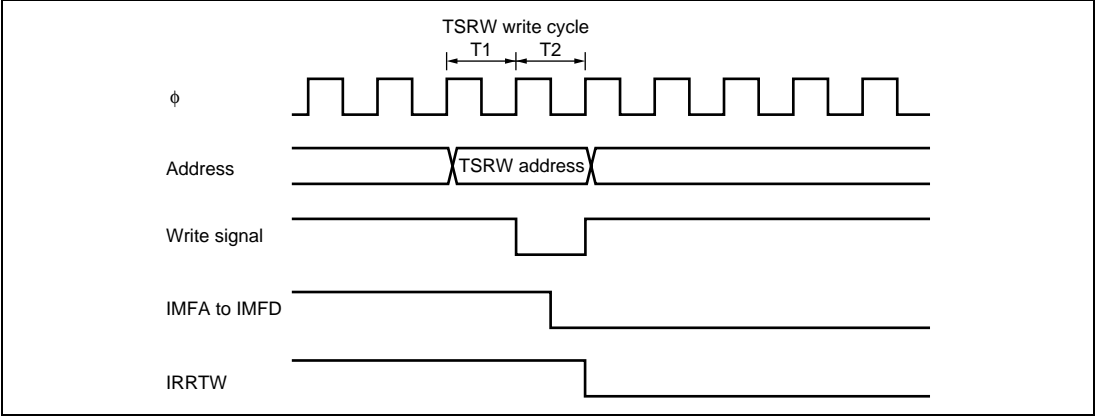 TSRW write cycle
T1 T2
ϕ
Address
TSRW address
Write signal
IMFA to IMFD
IRRTW